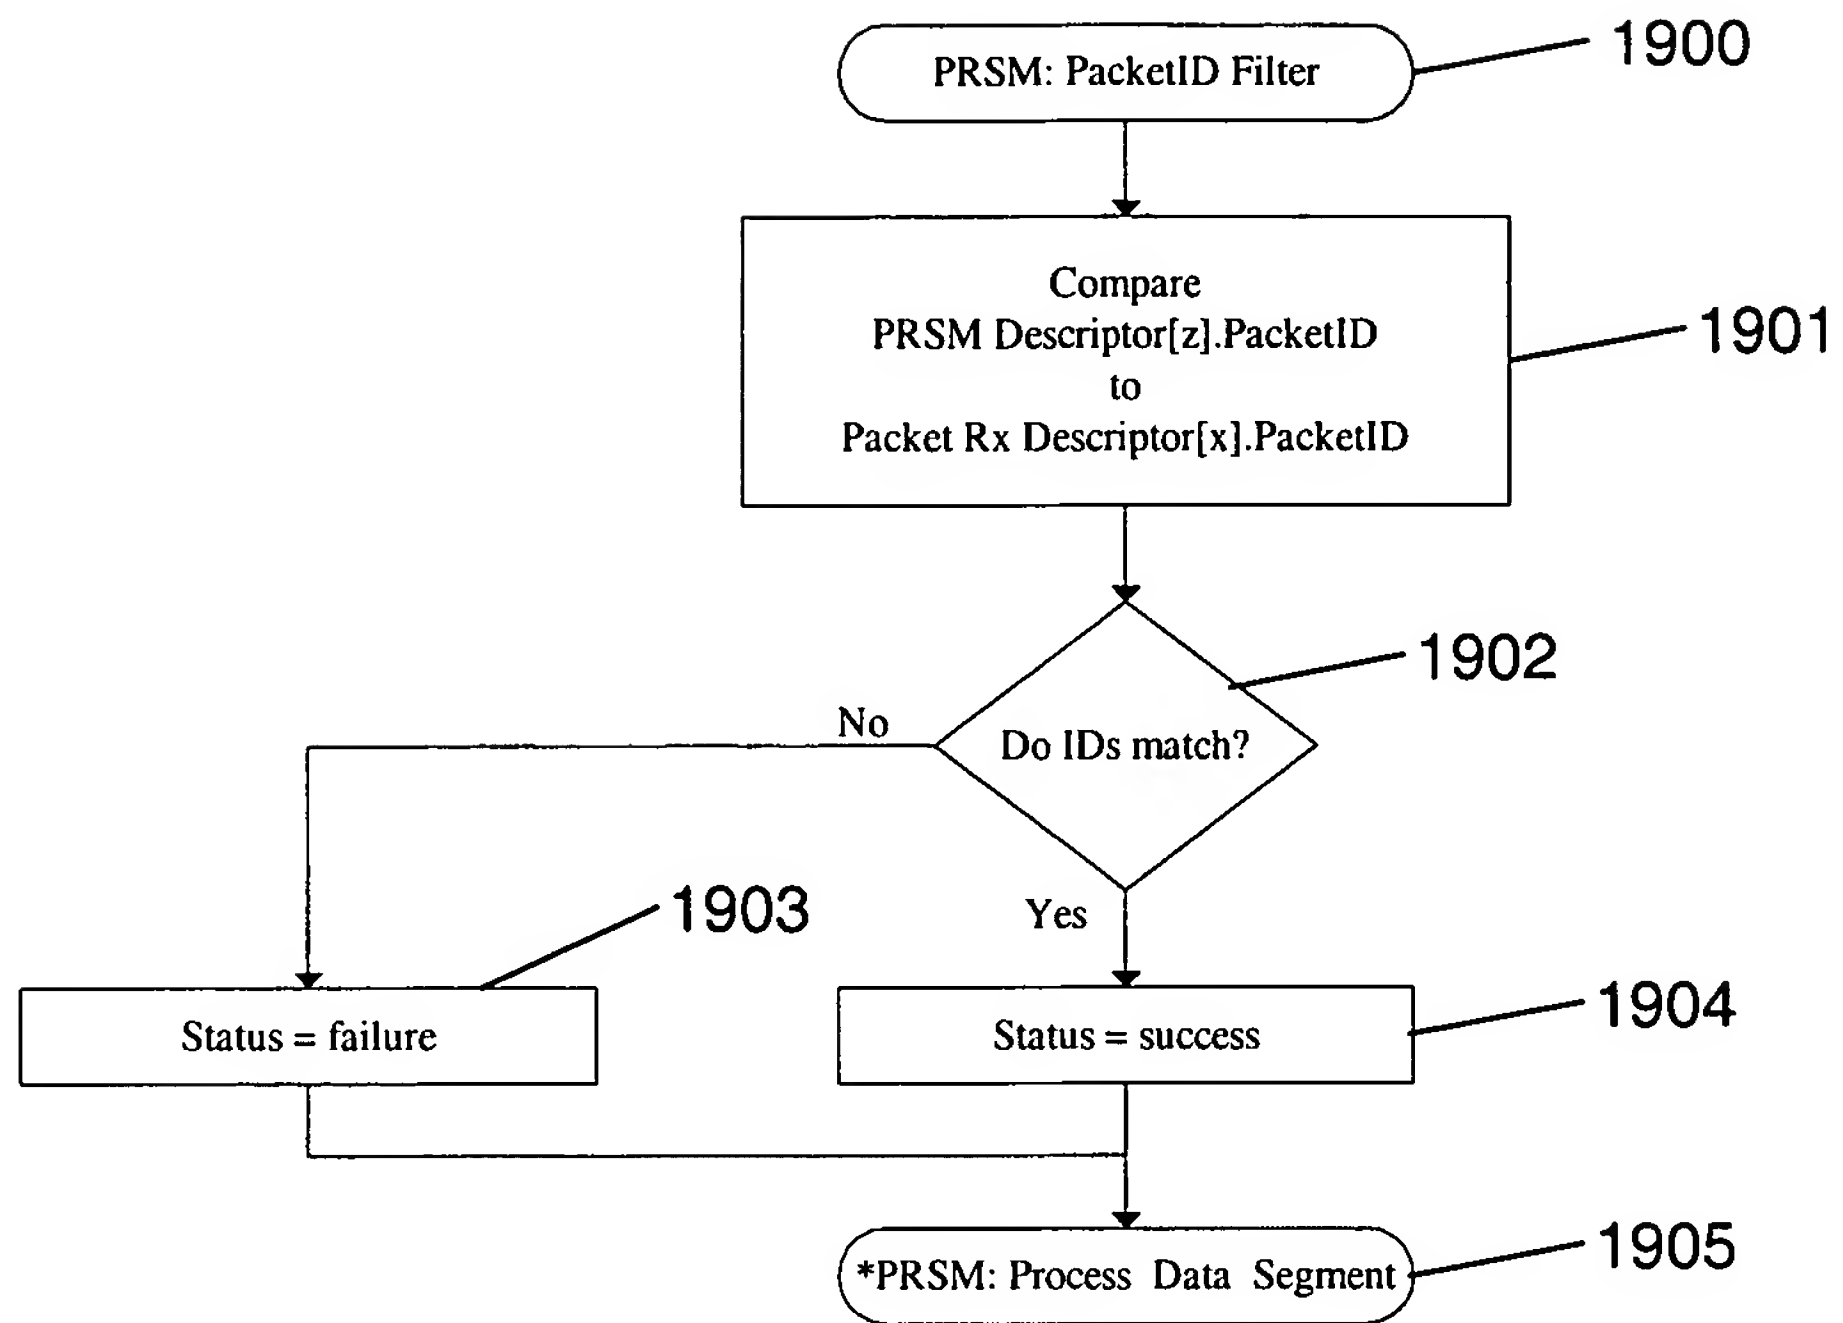 PRSM: PacketID Filter
1900
Compare
PRSM Descriptor[z].PacketID
to
Packet Rx Descriptor[x].PacketID
1901
1902
No
Do IDs match?
Yes
1903
Status = failure
Status = success
1904
*PRSM: Process Data Segment
1905